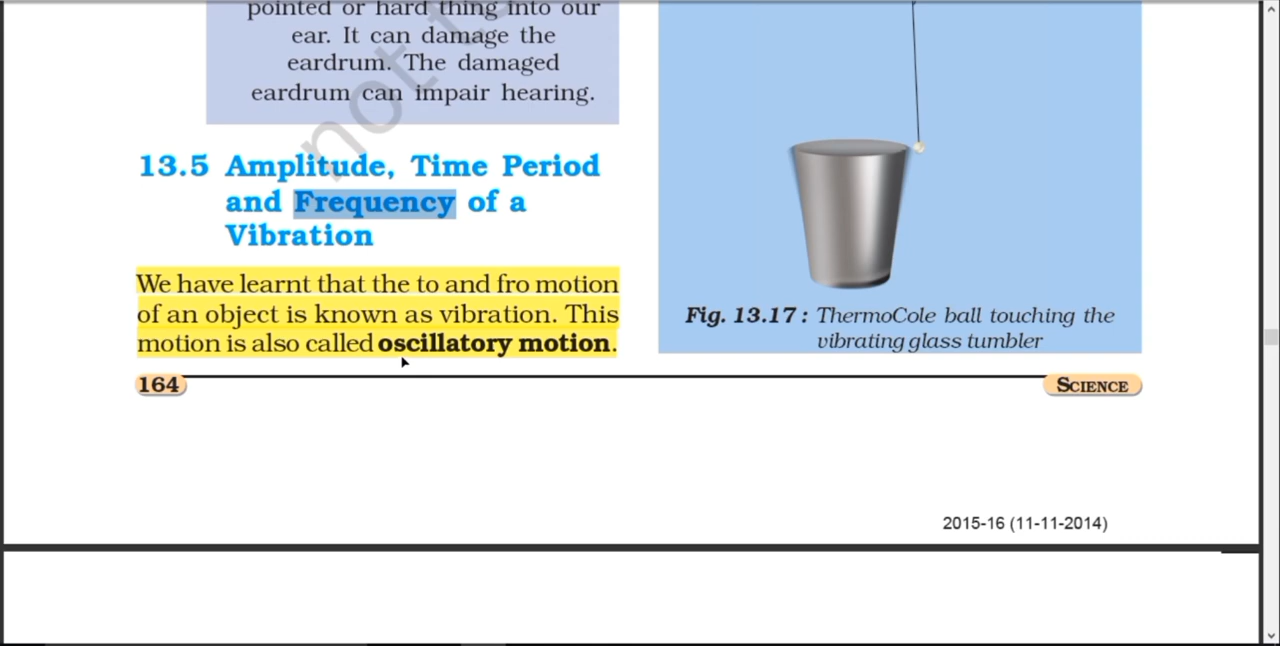 pointed or hard thing into our
ear. It can damage the
eardrum. The damaged
eardrum can impair hearing.
not to
13.5 Amplitude, Time Period
and Frequency of a
Vibration
We have learnt that the to and fro motion
of an object is known as vibration. This
motion is also called oscillatory motion.
Fig. 13.17 : ThermoCole ball touching the
vibrating glass tumbler
164
SCIENCE
2015-16 (11-11-2014)